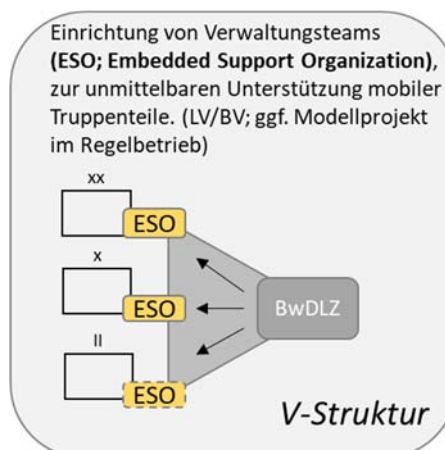 Einrichtung von Verwaltungsteams
(ESO; Embedded Support Organization),
zur unmittelbaren Unterstützung mobiler
Truppenteile. (LV/BV; ggf. Modellprojekt
im Regelbetrieb)
xx
ESO
x
ESO
BwDLZ
II
ESO
V-Struktur